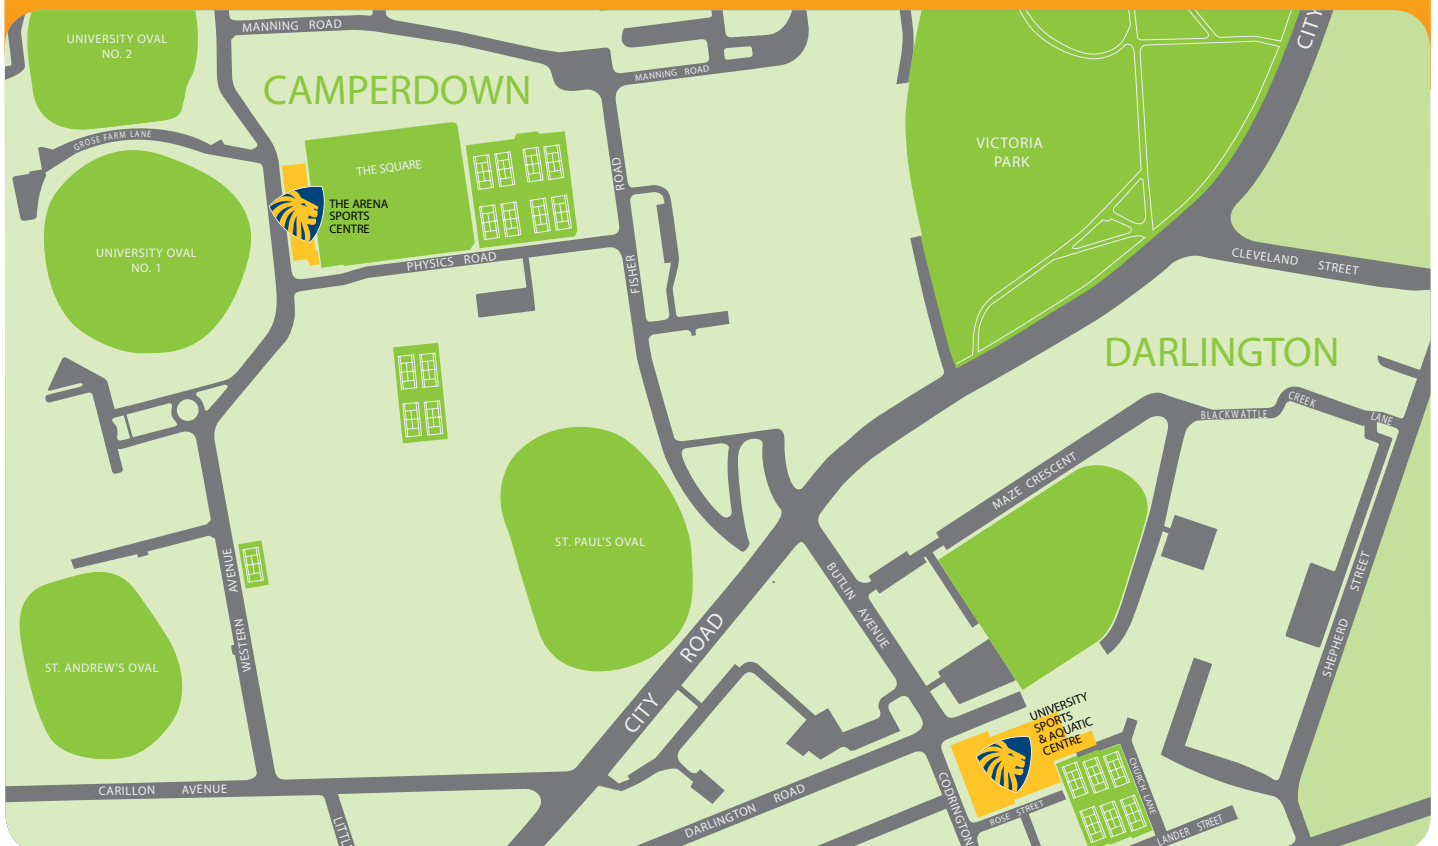 MANNING ROAD
CITY
UNIVERSITY OVAL
NO. 2
MANNING ROAD
CAMPERDOWN
GROSE FARM LANE
VICTORIA
PARK
THE SQUARE
ROAD
THE ARENA
SPORTS
CENTRE
UNIVERSITY OVAL
NO. 1
PHYSICS ROAD
FISHER
CLEVELAND STREET
DARLINGTON
BLACKWATTLE
CREEK
LANE
MAZE CRESCENT
ST. PAUL'S OVAL
WESTERN AVENUE
BUTLIN AVENUE
SHEPHERD STREET
ST. ANDREW'S OVAL
CITY ROAD
UNIVERSITY
SPORTS
& AQUATIC
CENTRE
CARILLON AVENUE
CODRINGTON
CHURCH LANE
DARLINGTON ROAD
ROSE STREET
LITTL
LANDER STREET